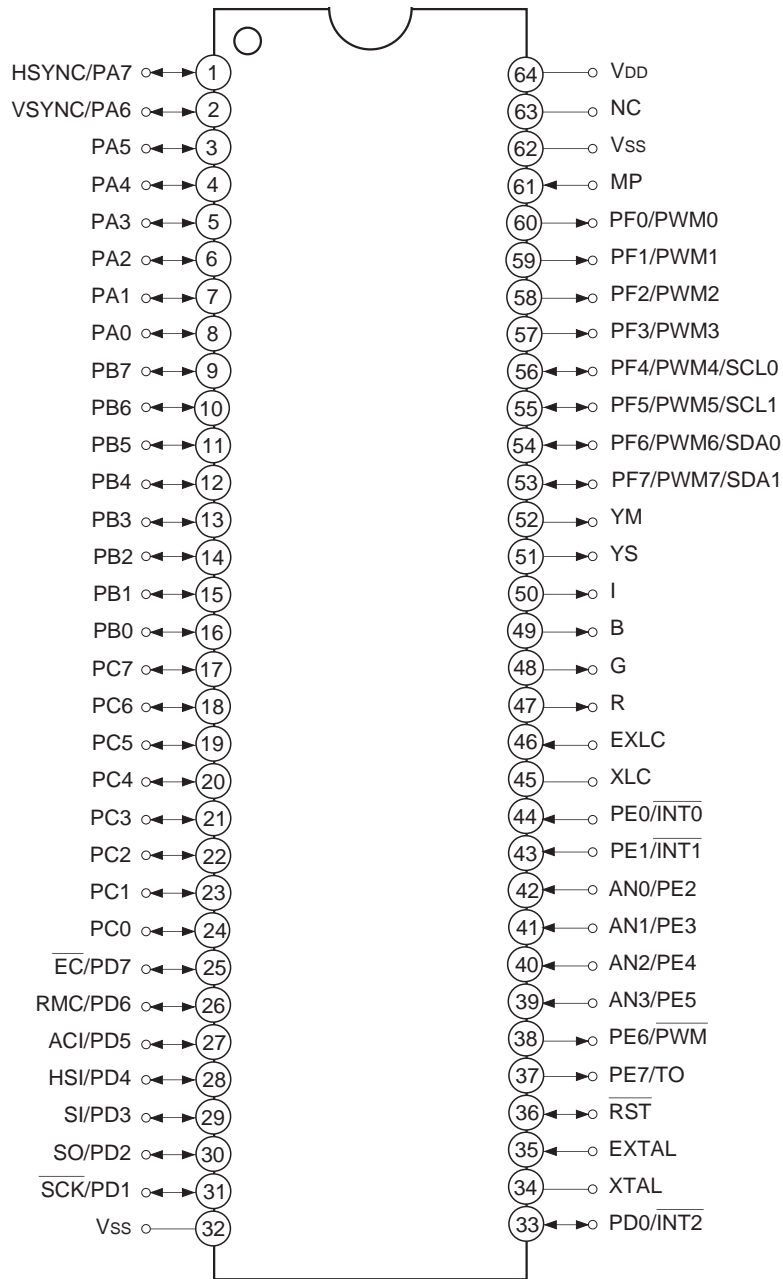 HSYNC/PA7 1 64 VDD
VSYNC/PA6 2 63 NC
PA5 3 62 Vss
PA4 4 61 MP
PA3 5 60 PF0/PWM0
PA2 6 59 PF1/PWM1
PA1 7 58 PF2/PWM2
PA0 8 57 PF3/PWM3
PB7 9 56 PF4/PWM4/SCL0
PB6 10 55 PF5/PWM5/SCL1
PB5 11 54 PF6/PWM6/SDA0
PB4 12 53 PF7/PWM7/SDA1
PB3 13 52 YM
PB2 14 51 YS
PB1 15 50 I
PB0 16 49 B
PC7 17 48 G
PC6 18 47 R
PC5 19 46 EXLC
PC4 20 45 XLC
PC3 21 44 PE0/INT0
PC2 22 43 PE1/INT1
PC1 23 42 AN0/PE2
PC0 24 41 AN1/PE3
EC/PD7 25 40 AN2/PE4
RMC/PD6 26 39 AN3/PE5
ACI/PD5 27 38 PE6/PWM
HSI/PD4 28 37 PE7/TO
SI/PD3 29 36 RST
SO/PD2 30 35 EXTAL
SCK/PD1 31 34 XTAL
Vss 32 33 PD0/INT2